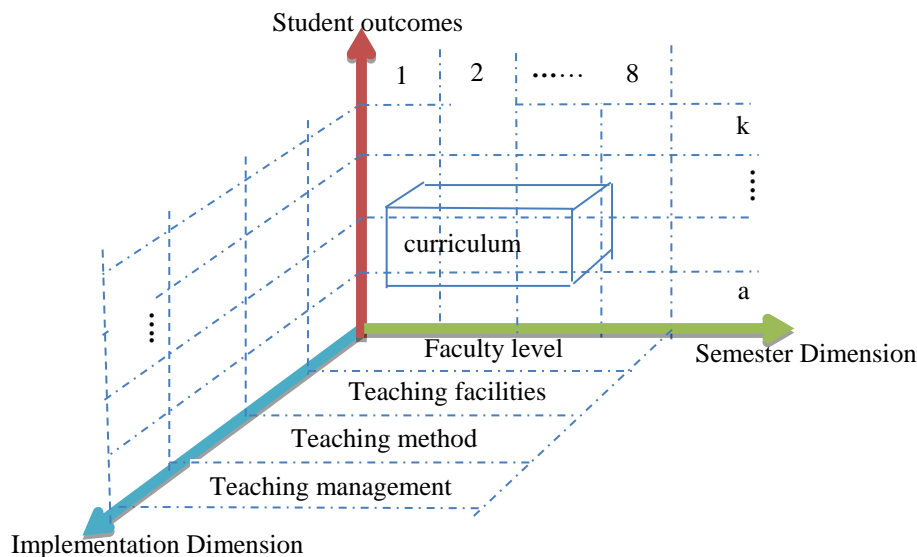 Student outcomes
1 2 ...... 8
k
....
curriculum
a
....
Faculty level
Semester Dimension
Teaching facilities
Teaching method
Teaching management
Implementation Dimension